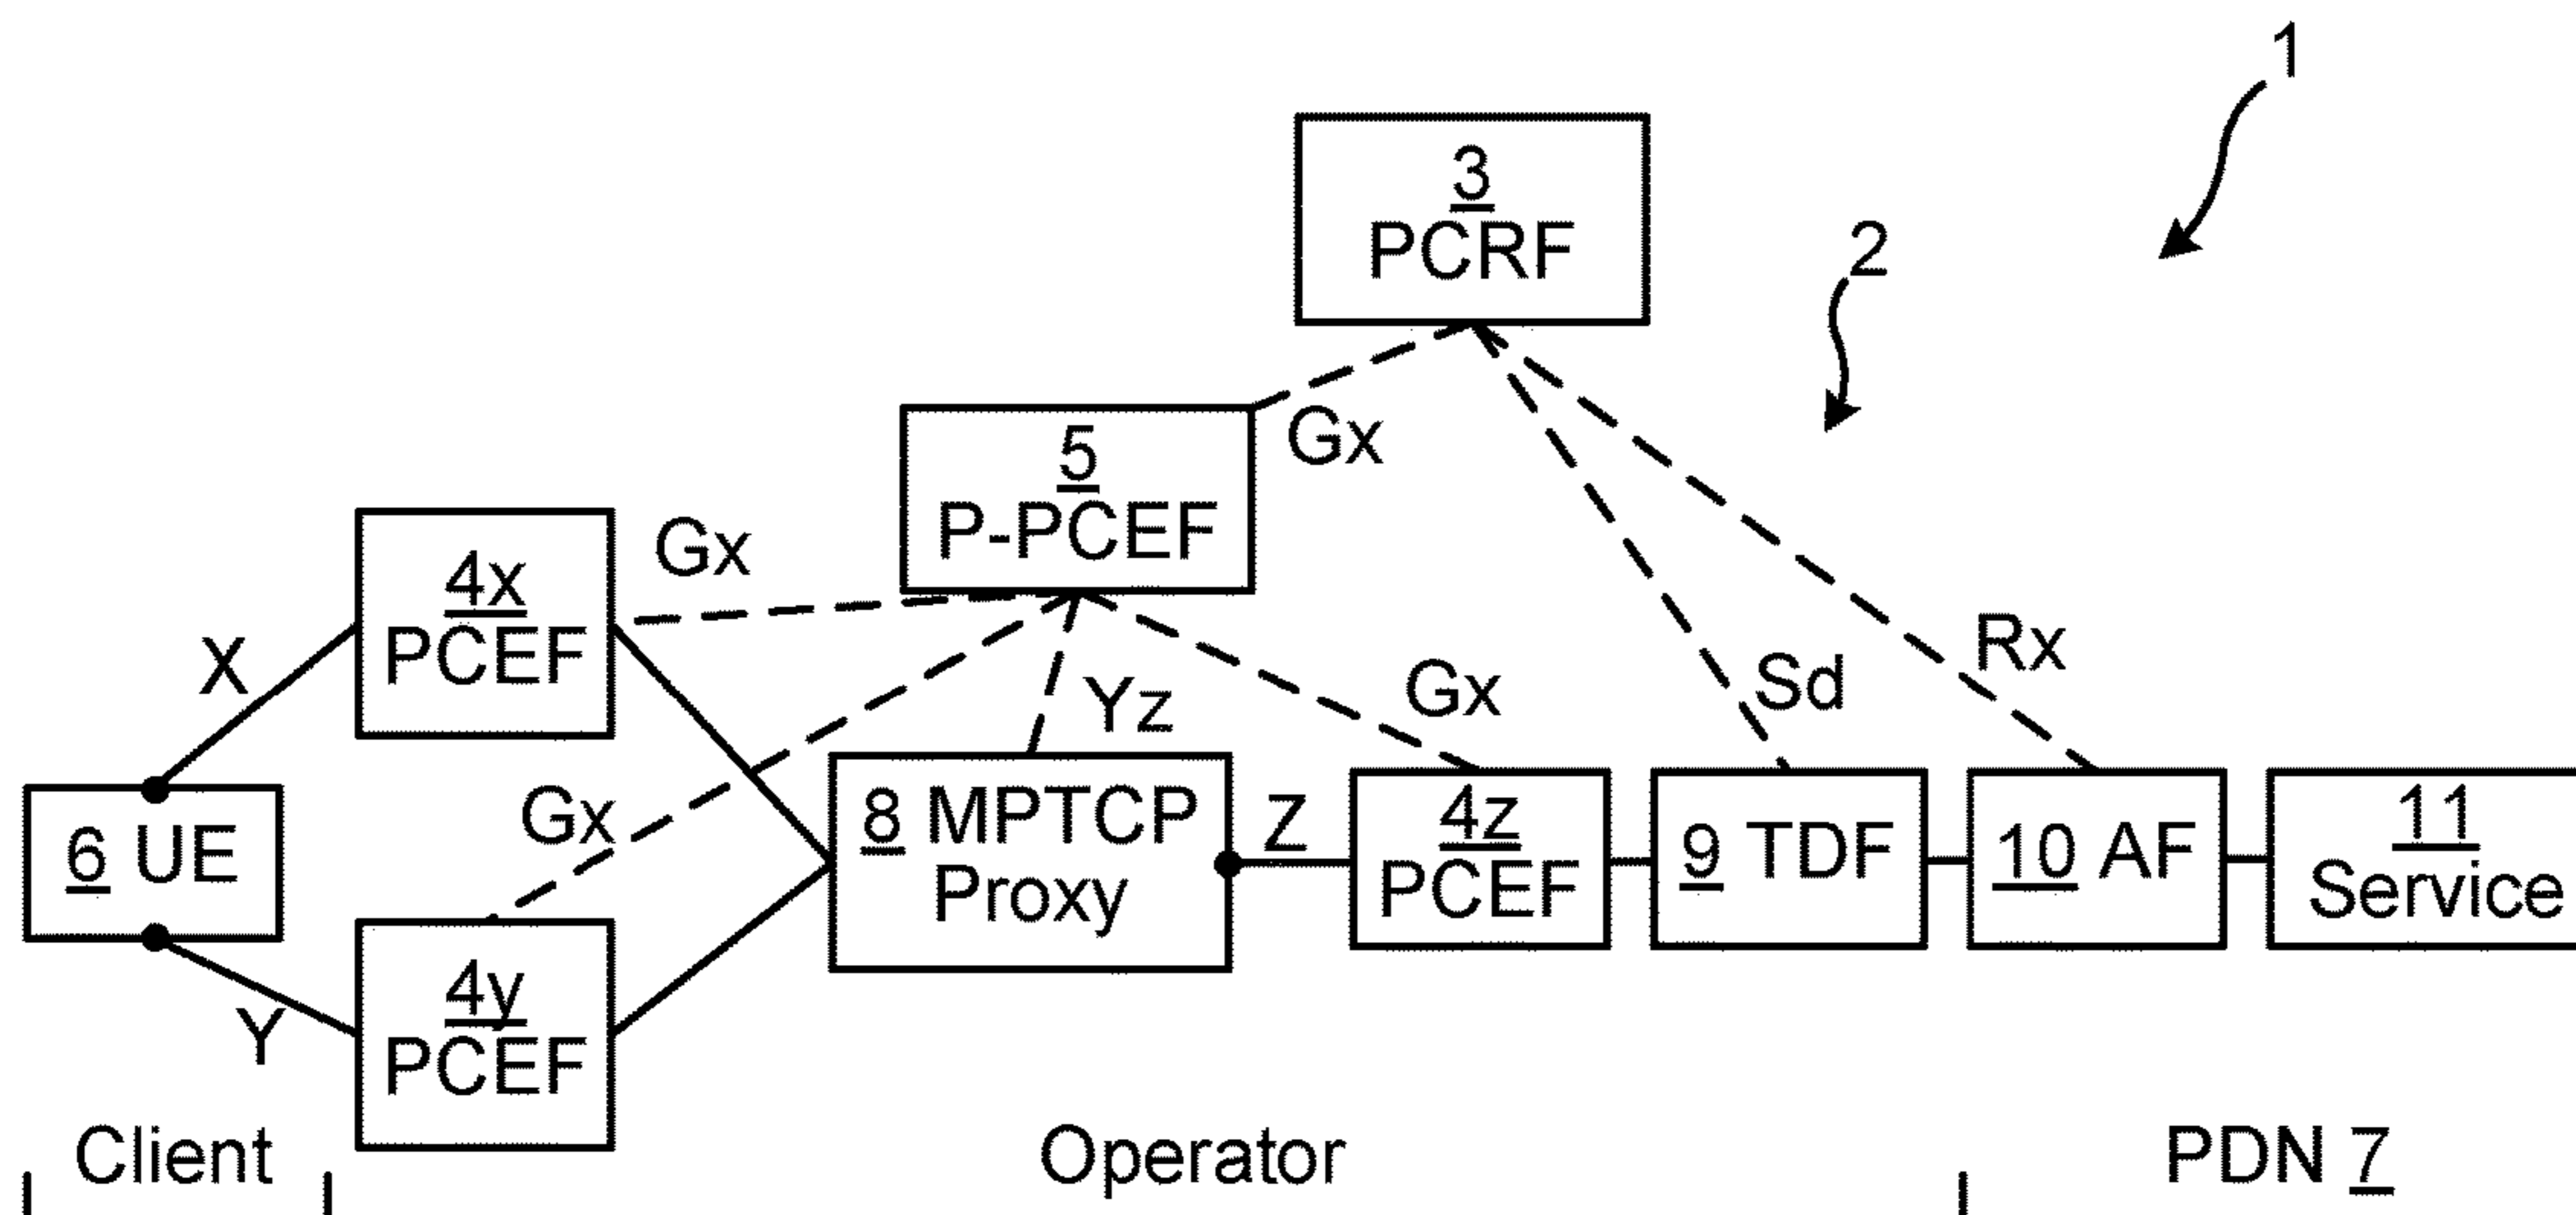 1
3
PCRF
2
Gx
5
P-PCEF
Gx
4x
PCEF
X
Rx
Sd
Gx
Yz
Gx
6 UE
8 MPTCP
Proxy
Z
4z
PCEF
9 TDF
10 AF
11
Service
4y
PCEF
Y
Client
Operator
PDN 7